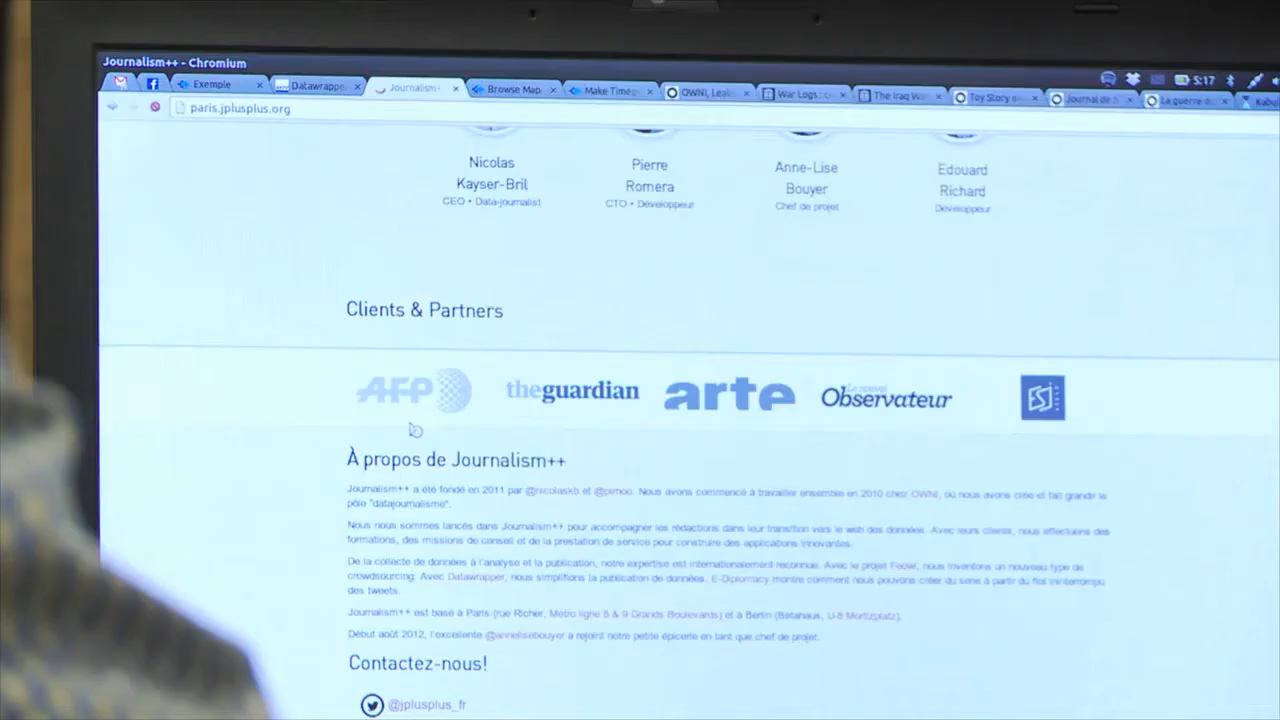 Journalism++ - Chromium
5:17
Exemple
Datawrappe
Journalism+
Browse Map
Make Time
OWNI, Leak
War Logs :
The Iraq Wa
Toy Story
Journal de
La guerre d
Kabu
paris.jplusplus.org
Nicolas
Kayser-Bril
CEO • Data-journalist
Pierre
Romera
CTO • Développeur
Anne-Lise
Bouyer
Chef de projet
Edouard
Richard
Développeur
Clients & Partners
AFP
theguardian
arte
Le nouvel
Observateur
ESJ
À propos de Journalism++
Journalism++ a été fondé en 2011 par @nicolaskb et @pirhoo. Nous avons commencé à travailler ensemble en 2010 chez OWNI, où nous avons créé et fait grandir le
pôle "datajournalisme".
Nous nous sommes lancés dans Journalism++ pour accompagner les rédactions dans leur transition vers le web des données. Avec leurs clients, nous effectuons des
formations, des missions de conseil et de la prestation de service pour construire des applications innovantes.
De la collecte de données à l'analyse et la publication, notre expertise est internationalement reconnue. Avec le projet Feowl, nous inventons un nouveau type de
crowdsourcing. Avec Datawrapper, nous simplifions la publication de données. E-Diplomacy montre comment nous pouvons créer du sens à partir du flot ininterrompu
des tweets.
Journalism++ est basé à Paris (rue Richer, Métro ligne 8 & 9 Grands Boulevards) et à Berlin (Betahaus, U-8 Moritzplatz).
Début août 2012, l'excellente @annelisebouyer a rejoint notre petite épicerie en tant que chef de projet.
Contactez-nous!
@jplusplus_fr